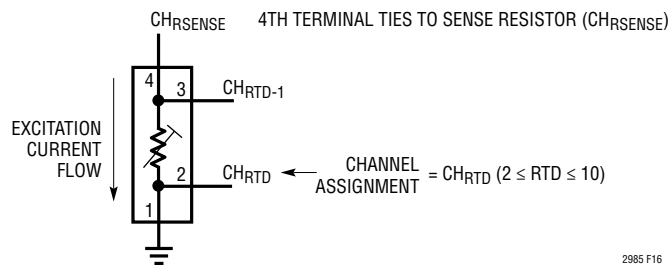 CHRSENSE
4TH TERMINAL TIES TO SENSE RESISTOR (CHRSENSE)
4
3
CHRTD-1
EXCITATION
CURRENT
FLOW
2
CHRTD
CHANNEL
ASSIGNMENT
= CHRTD (2 ≤ RTD ≤ 10)
1
2985 F16